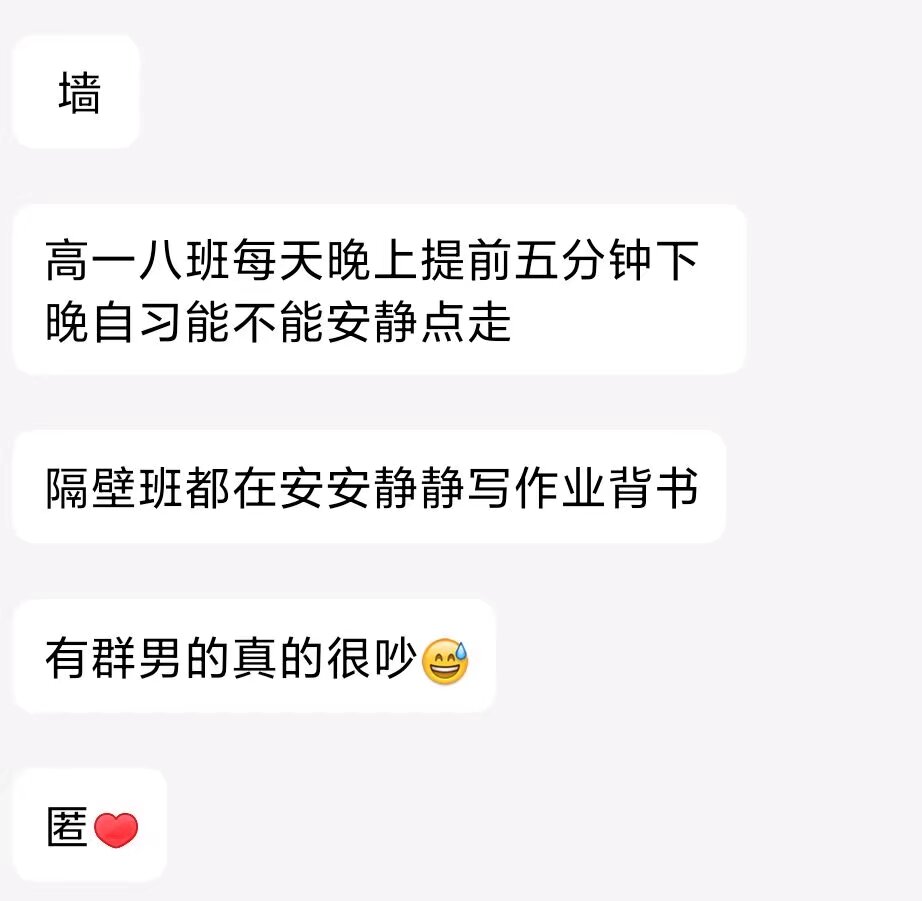 墙
高一八班每天晚上提前五分钟下
晚自习能不能安静点走
隔壁班都在安安静静写作业背书
有群男的真的很吵😅
匿❤️